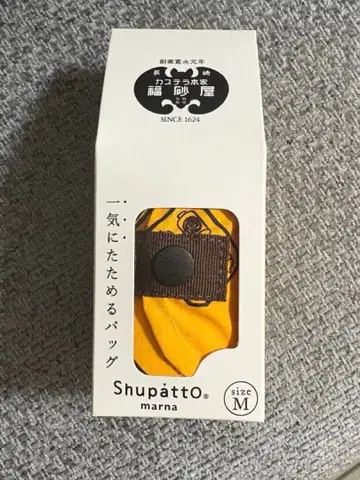 創業寛永元年
長崎
カステラ本家
福砂屋
SINCE 1624
一気にたためるバッグ
Shupatto®
marna
size
M